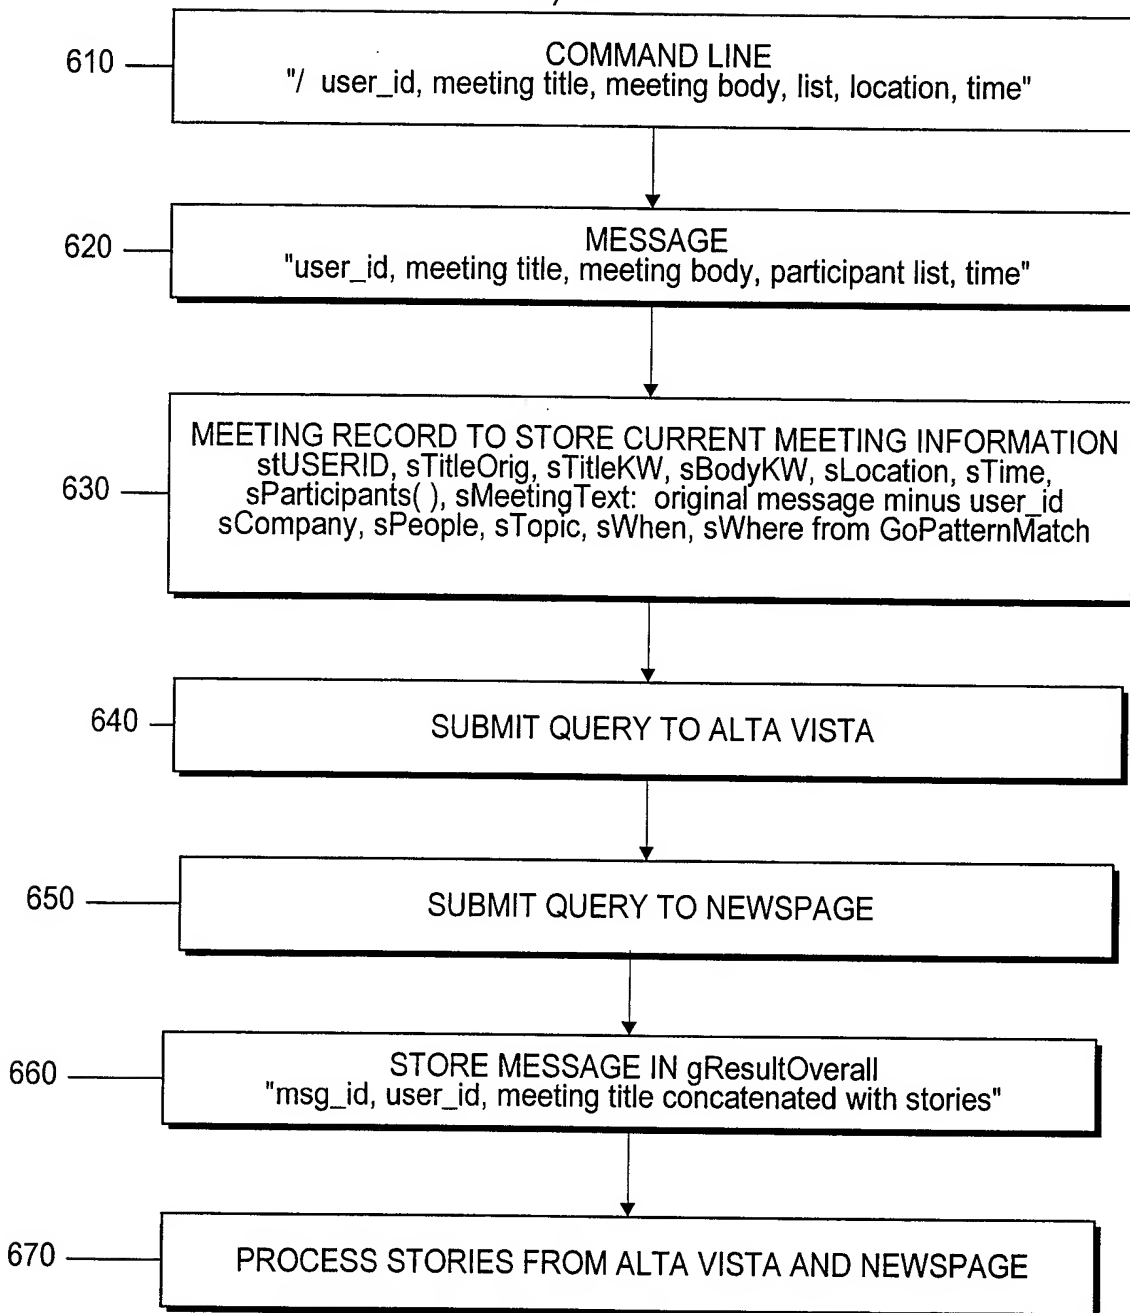 610
COMMAND LINE
"/ user_id, meeting title, meeting body, list, location, time"
620
MESSAGE
"user_id, meeting title, meeting body, participant list, time"
630
MEETING RECORD TO STORE CURRENT MEETING INFORMATION
stUSERID, sTitleOrig, sTitleKW, sBodyKW, sLocation, sTime,
sParticipants( ), sMeetingText: original message minus user_id
sCompany, sPeople, sTopic, sWhen, sWhere from GoPatternMatch
640
SUBMIT QUERY TO ALTA VISTA
650
SUBMIT QUERY TO NEWSPAGE
660
STORE MESSAGE IN gResultOverall
"msg_id, user_id, meeting title concatenated with stories"
670
PROCESS STORIES FROM ALTA VISTA AND NEWSPAGE